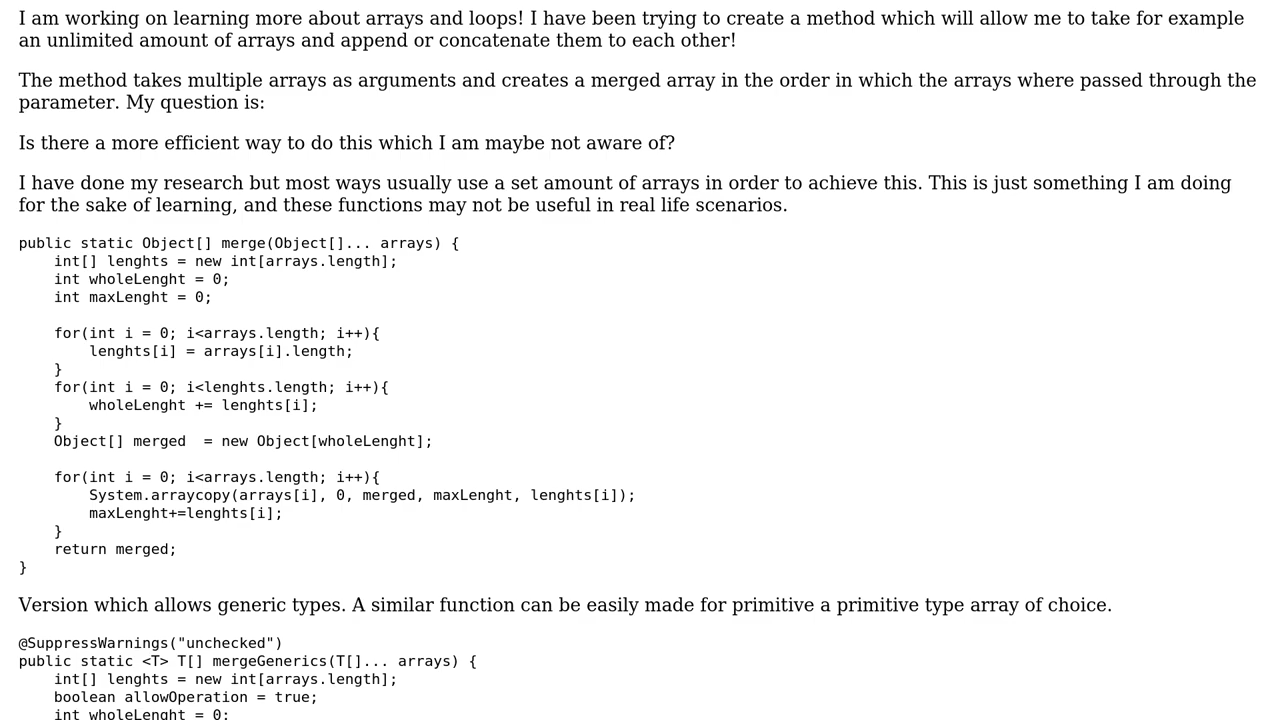 I am working on learning more about arrays and loops! I have been trying to create a method which will allow me to take for example
an unlimited amount of arrays and append or concatenate them to each other!
The method takes multiple arrays as arguments and creates a merged array in the order in which the arrays where passed through the
parameter. My question is:
Is there a more efficient way to do this which I am maybe not aware of?
I have done my research but most ways usually use a set amount of arrays in order to achieve this. This is just something I am doing
for the sake of learning, and these functions may not be useful in real life scenarios.
public static Object[] merge(Object[]... arrays) {
    int[] lenghts = new int[arrays.length];
    int wholeLenght = 0;
    int maxLenght = 0;
    for(int i = 0; i<arrays.length; i++){
        lenghts[i] = arrays[i].length;
    }
    for(int i = 0; i<lenghts.length; i++){
        wholeLenght += lenghts[i];
    }
    Object[] merged  = new Object[wholeLenght];
    for(int i = 0; i<arrays.length; i++){
        System.arraycopy(arrays[i], 0, merged, maxLenght, lenghts[i]);
        maxLenght+=lenghts[i];
    }
    return merged;
}
Version which allows generic types. A similar function can be easily made for primitive a primitive type array of choice.
@SuppressWarnings("unchecked")
public static <T> T[] mergeGenerics(T[]... arrays) {
    int[] lenghts = new int[arrays.length];
    boolean allowOperation = true;
    int wholeLenght = 0;